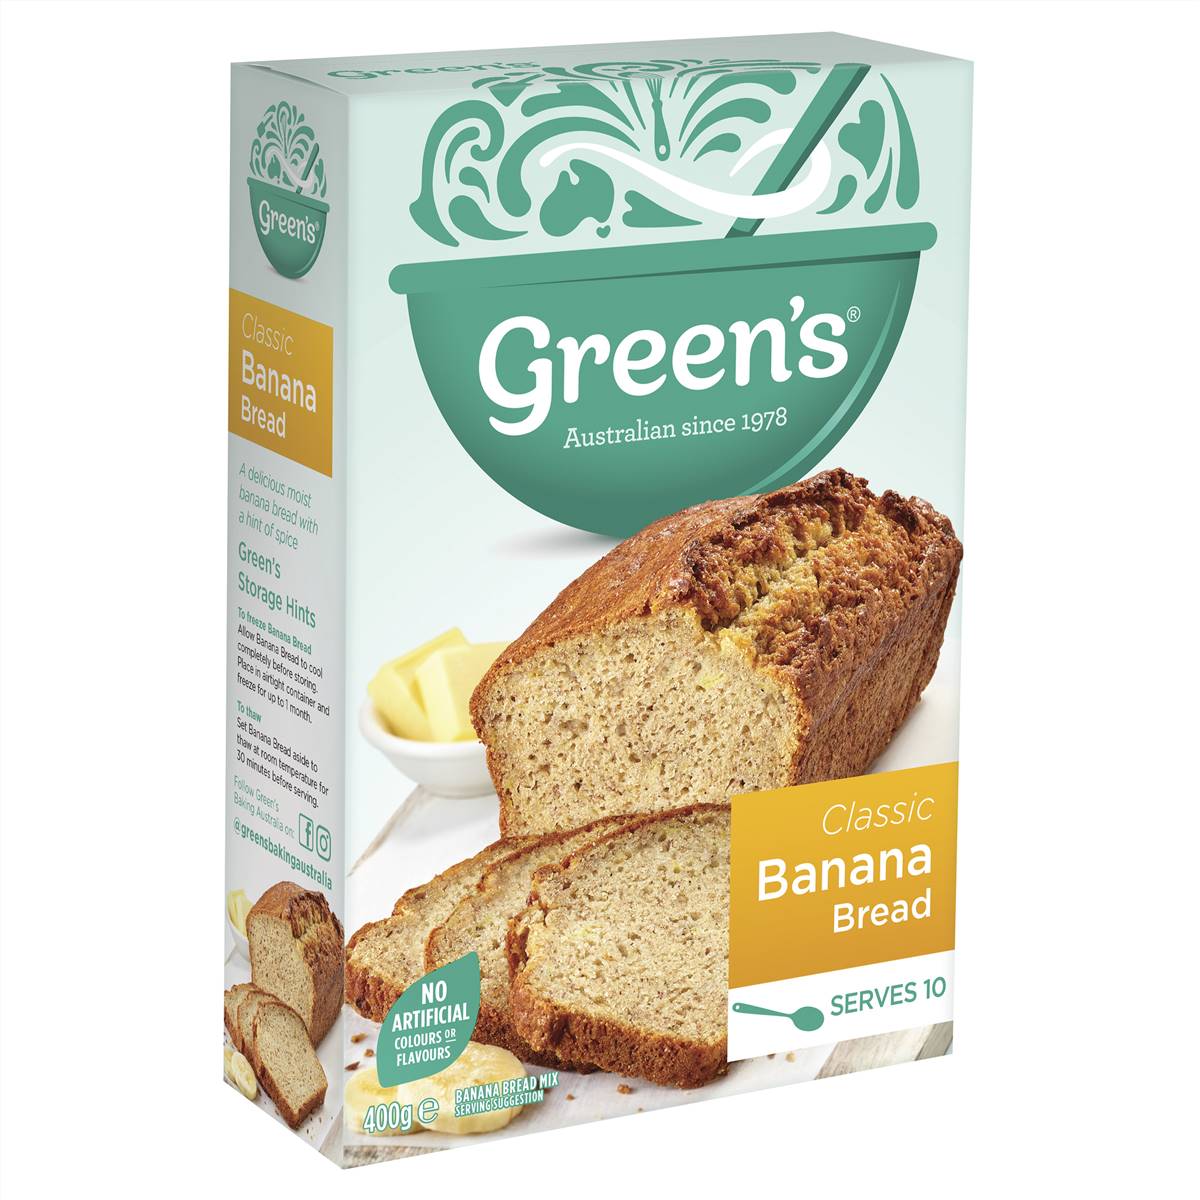 Green's
Green's®
Australian since 1978
Classic
Banana
Bread
SERVES 10
NO
ARTIFICIAL
COLOURS OR
FLAVOURS
400g e
BANANA BREAD MIX
SERVING SUGGESTION
Green's®
Classic
Banana
Bread
A delicious moist
banana bread with
a hint of spice
Green's
Storage Hints
To freeze Banana Bread
Allow Banana Bread to cool
completely before storing.
Place in airtight container and
freeze for up to 1 month.
To thaw
Set Banana Bread aside to
thaw at room temperature for
30 minutes before serving.
Follow Green's
Baking Australia on:
@greensbakingaustralia